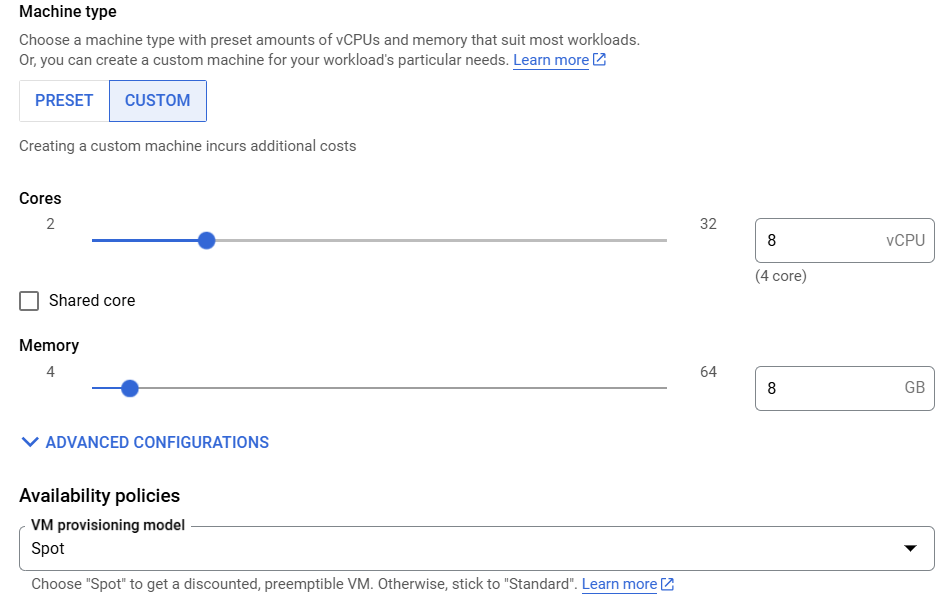 Machine type
Choose a machine type with preset amounts of vCPUs and memory that suit most workloads.
Or, you can create a custom machine for your workload's particular needs. Learn more
PRESET CUSTOM
Creating a custom machine incurs additional costs
Cores
2 32
8 vCPU
(4 core)
Shared core
Memory
4 64
8 GB
ADVANCED CONFIGURATIONS
Availability policies
VM provisioning model
Spot
Choose "Spot" to get a discounted, preemptible VM. Otherwise, stick to "Standard". Learn more